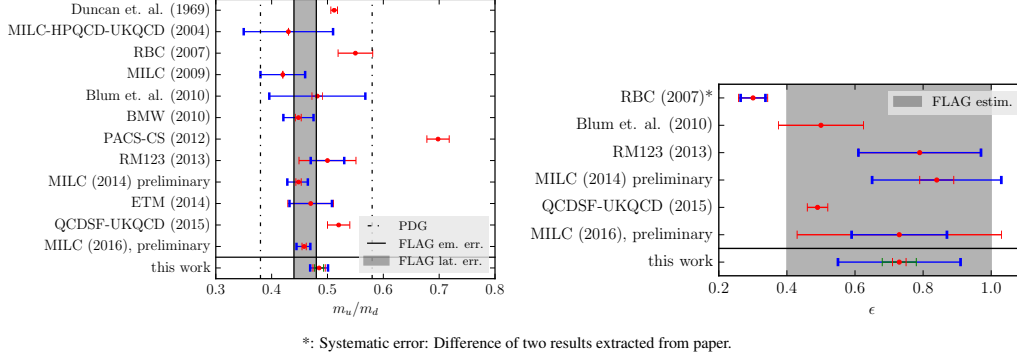 Duncan et. al. (1969)
MILC-HPQCD-UKQCD (2004)
RBC (2007)
MILC (2009)
Blum et. al. (2010)
BMW (2010)
PACS-CS (2012)
RM123 (2013)
MILC (2014) preliminary
ETM (2014)
QCDSF-UKQCD (2015)
MILC (2016), preliminary
this work
PDG
FLAG em. err.
FLAG lat. err.
0.3 0.4 0.5 0.6 0.7 0.8
m_u/m_d
RBC (2007)*
Blum et. al. (2010)
RM123 (2013)
MILC (2014) preliminary
QCDSF-UKQCD (2015)
MILC (2016), preliminary
this work
FLAG estim.
0.2 0.4 0.6 0.8 1.0
ϵ
*: Systematic error: Difference of two results extracted from paper.